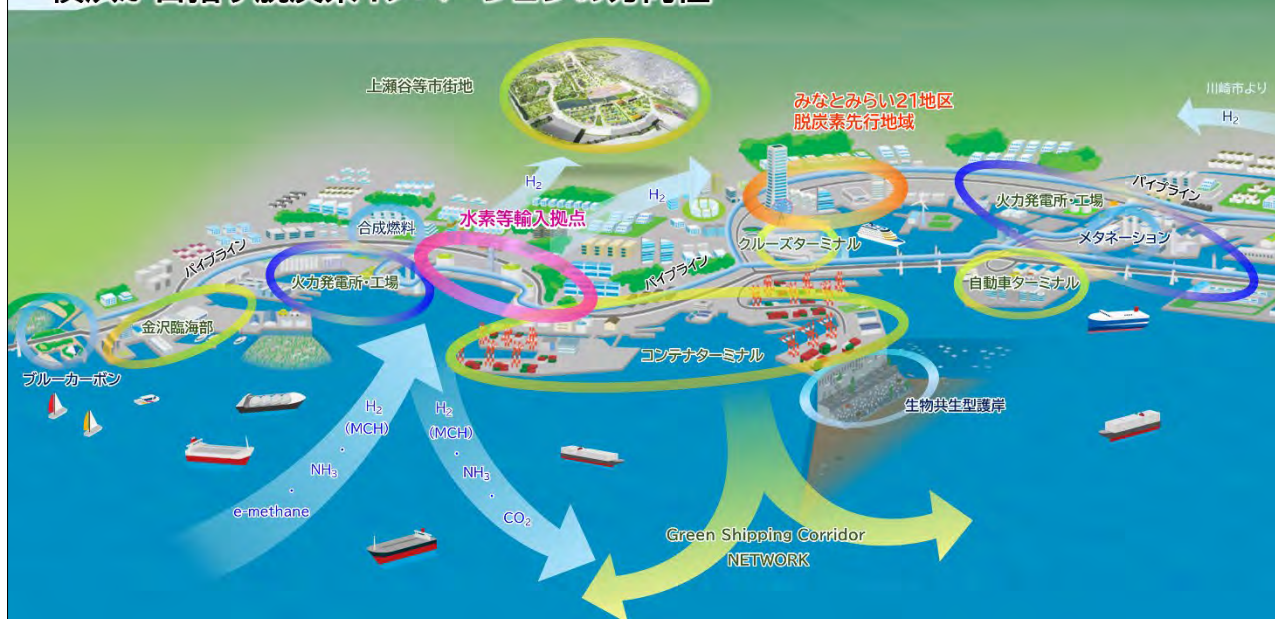 上瀬谷等市街地
みなとみらい21地区
脱炭素先行地域
川崎市より
H₂
H₂
H₂
パイプライン
火力発電所・工場
水素等輸入拠点
合成燃料
クルーズターミナル
メタネーション
パイプライン
パイプライン
火力発電所・工場
自動車ターミナル
金沢臨海部
コンテナターミナル
ブルーカーボン
生物共生型護岸
H₂
(MCH)
・
NH₃
・
e-methane
H₂
(MCH)
・
NH₃
・
CO₂
Green Shipping Corridor
NETWORK